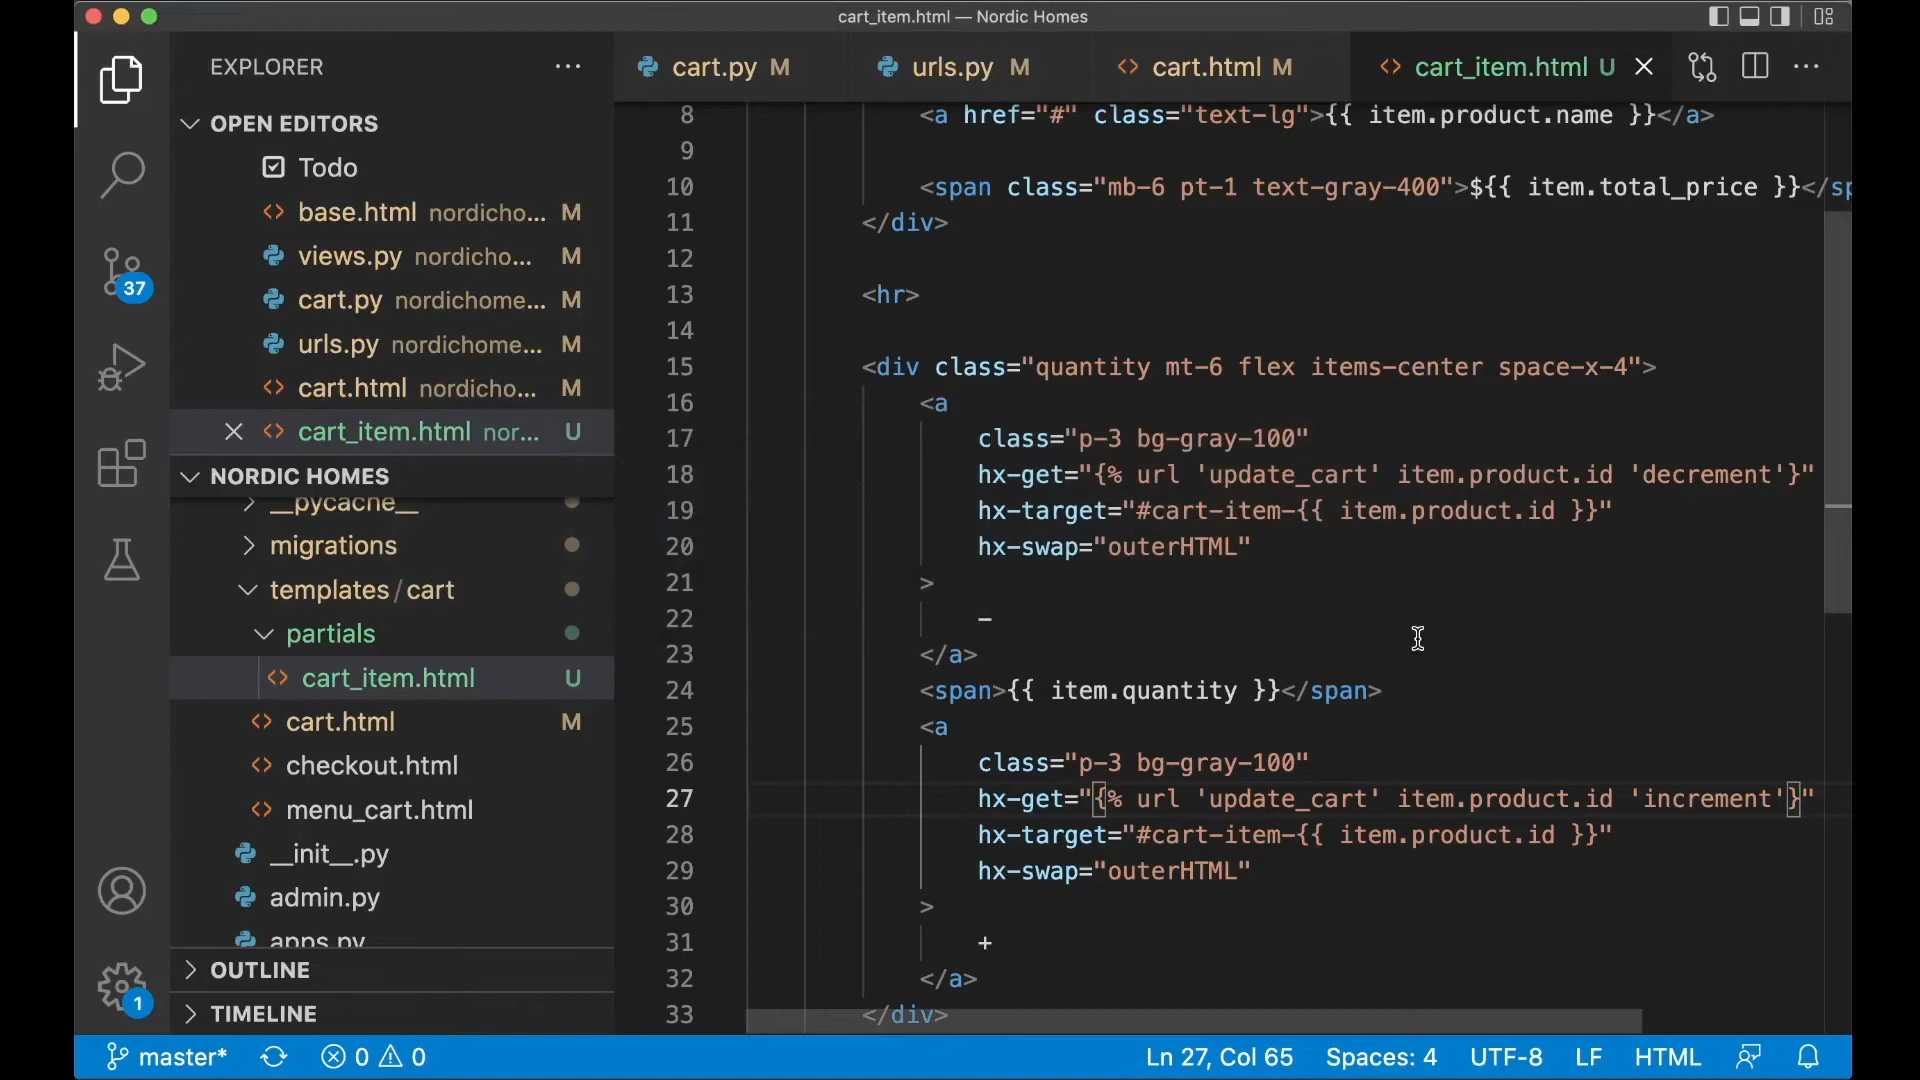 cart_item.html — Nordic Homes
EXPLORER
OPEN EDITORS
Todo
base.html nordicho... M
views.py nordicho... M
cart.py nordichome... M
urls.py nordichome... M
cart.html nordicho... M
cart_item.html nor... U
NORDIC HOMES
__pycache__
migrations
templates/cart
partials
cart_item.html U
cart.html M
checkout.html
menu_cart.html
__init__.py
admin.py
apps.py
OUTLINE
TIMELINE
37
1
cart.py M
urls.py M
cart.html M
cart_item.html U
8 <a href="#" class="text-lg">{{ item.product.name }}</a>
9
10 <span class="mb-6 pt-1 text-gray-400">${{ item.total_price }}</sp
11 </div>
12
13 <hr>
14
15 <div class="quantity mt-6 flex items-center space-x-4">
16 <a
17 class="p-3 bg-gray-100"
18 hx-get="{% url 'update_cart' item.product.id 'decrement'}"
19 hx-target="#cart-item-{{ item.product.id }}"
20 hx-swap="outerHTML"
21 >
22 –
23 </a>
24 <span>{{ item.quantity }}</span>
25 <a
26 class="p-3 bg-gray-100"
27 hx-get="{% url 'update_cart' item.product.id 'increment'}"
28 hx-target="#cart-item-{{ item.product.id }}"
29 hx-swap="outerHTML"
30 >
31 +
32 </a>
33 </div>
master* 0 0 Ln 27, Col 65 Spaces: 4 UTF-8 LF HTML